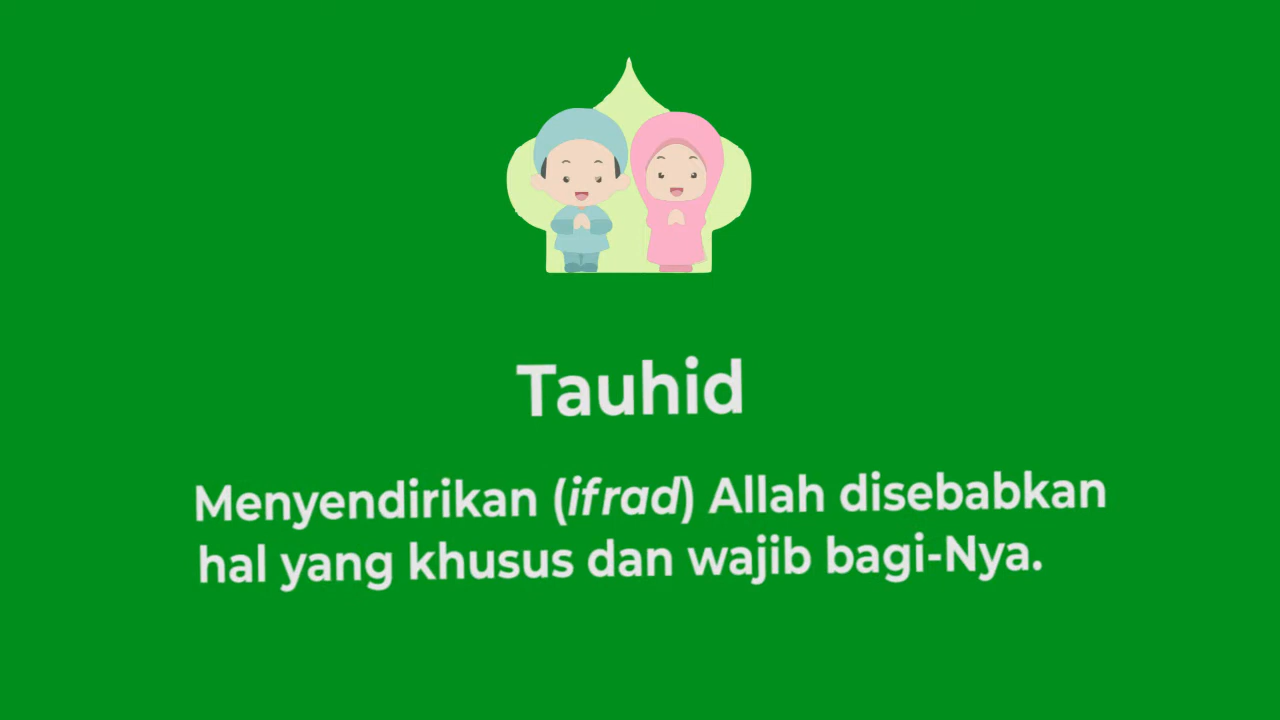 Tauhid
Menyendirikan (ifrad) Allah disebabkan
hal yang khusus dan wajib bagi-Nya.